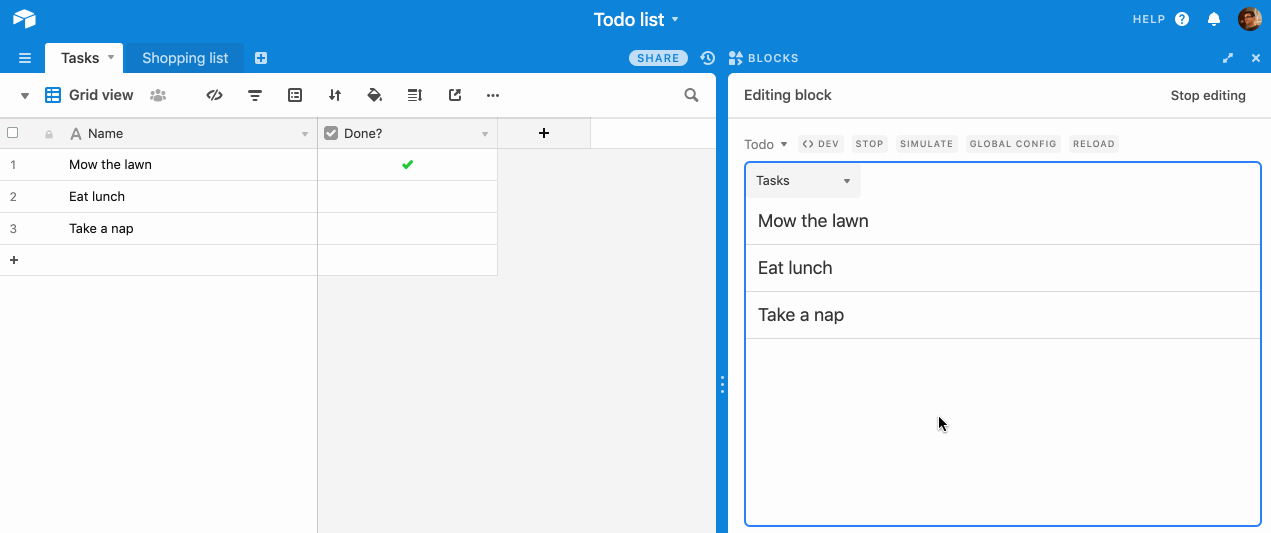 Todo list
HELP
Tasks
Shopping list
SHARE
BLOCKS
Grid view
Editing block
Stop editing
Name
Done?
1 Mow the lawn
2 Eat lunch
3 Take a nap
Todo
<> DEV
STOP
SIMULATE
GLOBAL CONFIG
RELOAD
Tasks
Mow the lawn
Eat lunch
Take a nap